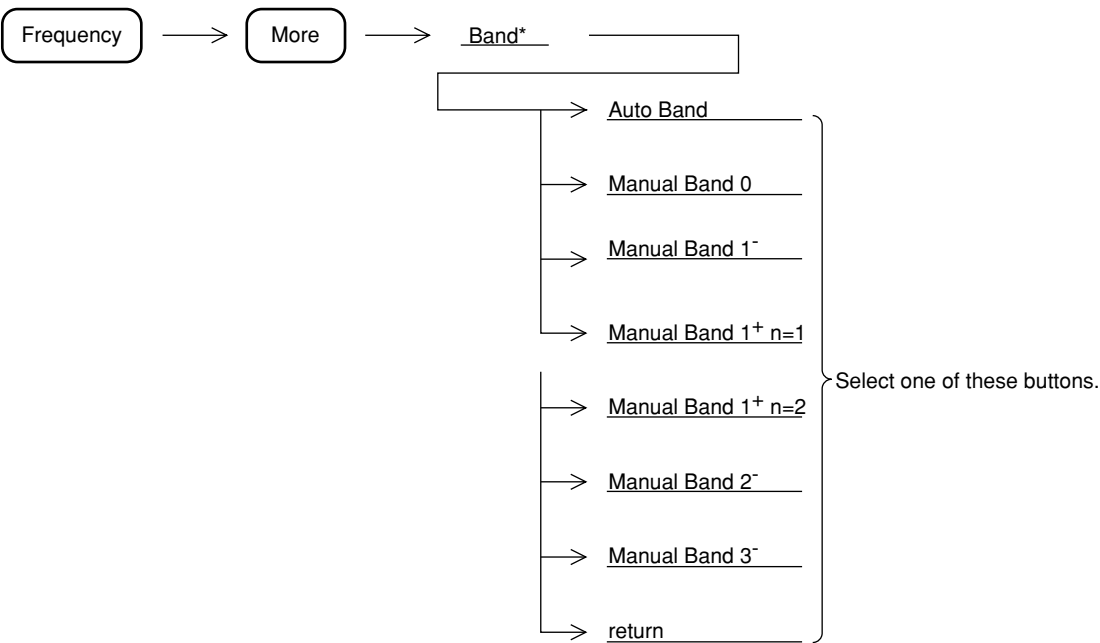 Frequency
More
Band*
Auto Band
Manual Band 0
Manual Band 1⁻
Manual Band 1⁺ n=1
Manual Band 1⁺ n=2
Manual Band 2⁻
Manual Band 3⁻
return
Select one of these buttons.